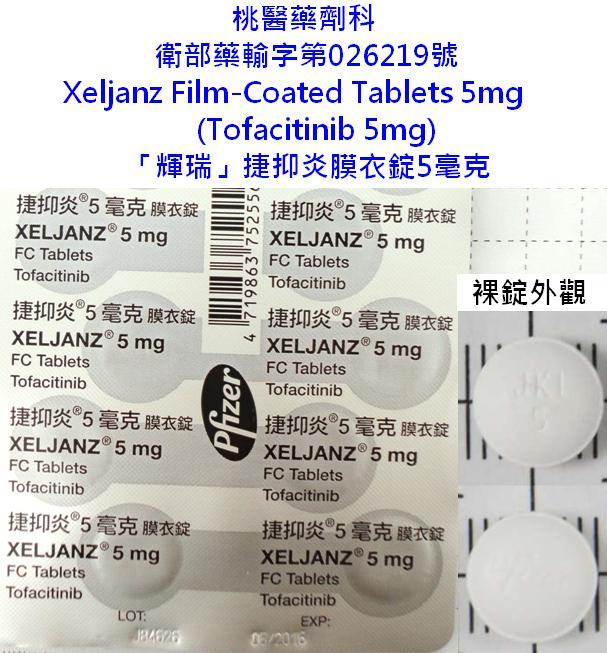 桃醫藥劑科
衛部藥輸字第026219號
Xeljanz Film-Coated Tablets 5mg
(Tofacitinib 5mg)
「輝瑞」捷抑炎膜衣錠5毫克
捷抑炎®5 毫克 膜衣錠
XELJANZ® 5 mg
FC Tablets
Tofacitinib
捷抑炎®5 毫克 膜衣錠
XELJANZ® 5 mg
FC Tablets
Tofacitinib
4 719863 752556
裸錠外觀
捷抑炎®5 毫克 膜衣錠
XELJANZ® 5 mg
FC Tablets
Tofacitinib
捷抑炎®5 毫克 膜衣錠
XELJANZ® 5 mg
FC Tablets
Tofacitinib
Pfizer
JKI
5
捷抑炎®5 毫克 膜衣錠
XELJANZ® 5 mg
FC Tablets
Tofacitinib
捷抑炎®5 毫克 膜衣錠
XELJANZ® 5 mg
FC Tablets
Tofacitinib
捷抑炎®5 毫克 膜衣錠
XELJANZ® 5 mg
FC Tablets
Tofacitinib
捷抑炎®5 毫克 膜衣錠
XELJANZ® 5 mg
FC Tablets
Tofacitinib
Pfizer
LOT:
EXP:
J84626
06/2016